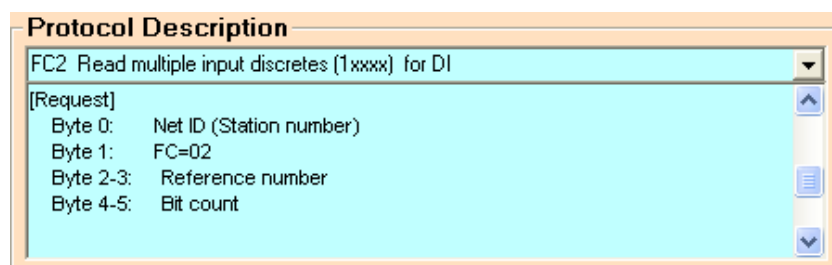 Protocol Description
FC2 Read multiple input discretes (1xxxx) for DI
[Request]
Byte 0: Net ID (Station number)
Byte 1: FC=02
Byte 2-3: Reference number
Byte 4-5: Bit count